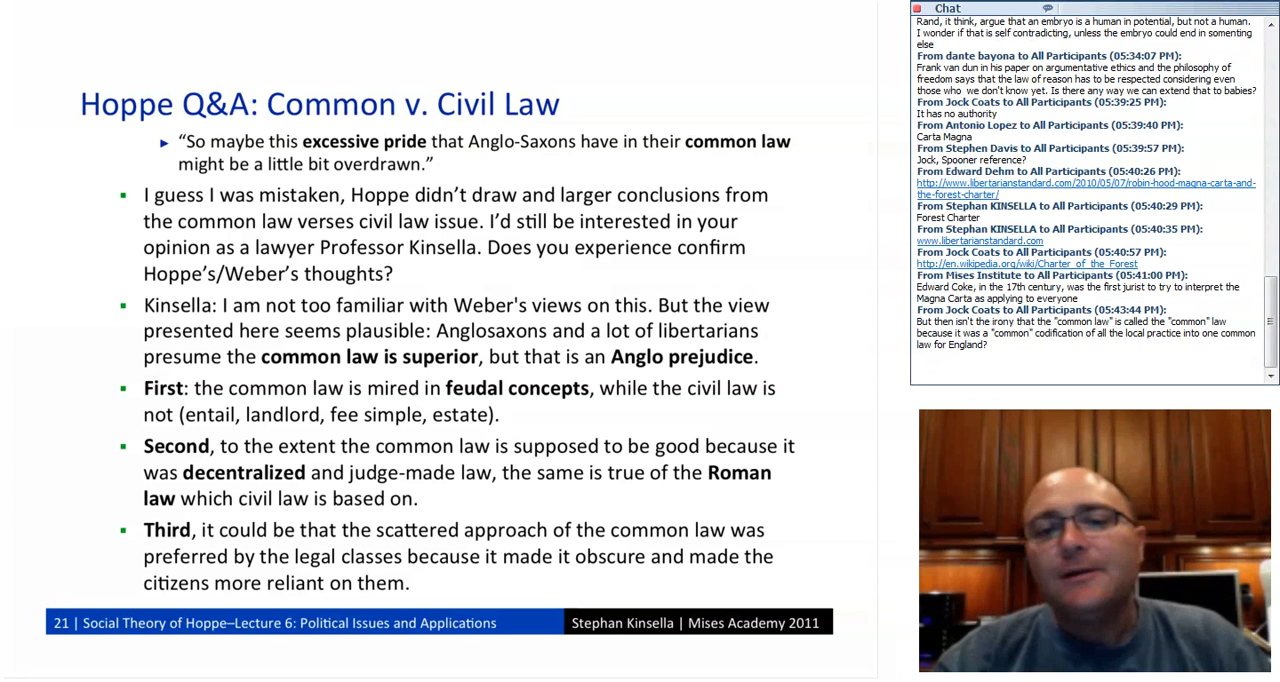 Hoppe Q&A: Common v. Civil Law
"So maybe this excessive pride that Anglo-Saxons have in their common law
might be a little bit overdrawn."
I guess I was mistaken, Hoppe didn't draw and larger conclusions from
the common law verses civil law issue. I'd still be interested in your
opinion as a lawyer Professor Kinsella. Does you experience confirm
Hoppe's/Weber's thoughts?
Kinsella: I am not too familiar with Weber's views on this. But the view
presented here seems plausible: Anglosaxons and a lot of libertarians
presume the common law is superior, but that is an Anglo prejudice.
First: the common law is mired in feudal concepts, while the civil law is
not (entail, landlord, fee simple, estate).
Second, to the extent the common law is supposed to be good because it
was decentralized and judge-made law, the same is true of the Roman
law which civil law is based on.
Third, it could be that the scattered approach of the common law was
preferred by the legal classes because it made it obscure and made the
citizens more reliant on them.
21 | Social Theory of Hoppe–Lecture 6: Political Issues and Applications
Stephan Kinsella | Mises Academy 2011
Chat
Rand, it think, argue that an embryo is a human in potential, but not a human.
I wonder if that is self contradicting, unless the embryo could end in somenting
else
From dante bayona to All Participants (05:34:07 PM):
Frank van dun in his paper on argumentative ethics and the philosophy of
freedom says that the law of reason has to be respected considering even
those who we don't know yet. Is there any way we can extend that to babies?
From Jock Coats to All Participants (05:39:25 PM):
It has no authority
From Antonio Lopez to All Participants (05:39:40 PM):
Carta Magna
From Stephen Davis to All Participants (05:39:57 PM):
Jock, Spooner reference?
From Edward Dehm to All Participants (05:40:26 PM):
http://www.libertarianstandard.com/2010/05/07/robin-hood-magna-carta-and-
the-forest-charter/
From Stephan KINSELLA to All Participants (05:40:29 PM):
Forest Charter
From Stephan KINSELLA to All Participants (05:40:35 PM):
www.libertarianstandard.com
From Jock Coats to All Participants (05:40:57 PM):
http://en.wikipedia.org/wiki/Charter_of_the_Forest
From Mises Institute to All Participants (05:41:00 PM):
Edward Coke, in the 17th century, was the first jurist to try to interpret the
Magna Carta as applying to everyone
From Jock Coats to All Participants (05:43:44 PM):
But then isn't the irony that the "common law" is called the "common" law
because it was a "common" codification of all the local practice into one common
law for England?